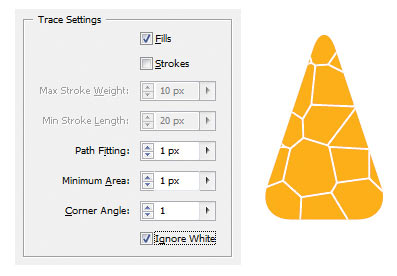 Trace Settings
Fills
Strokes
Max Stroke Weight: 10 px
Min Stroke Length: 20 px
Path Fitting: 1 px
Minimum Area: 1 px
Corner Angle: 1
Ignore White